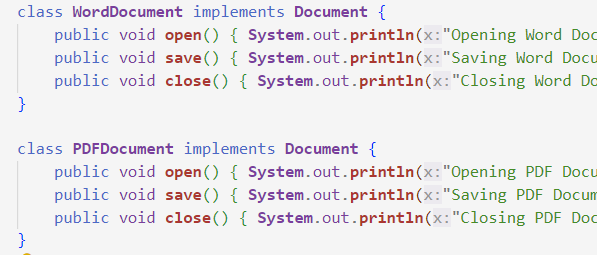 class WordDocument implements Document {
public void open() { System.out.println(x:"Opening Word Doc
public void save() { System.out.println(x:"Saving Word Docu
public void close() { System.out.println(x:"Closing Word Do
}
class PDFDocument implements Document {
public void open() { System.out.println(x:"Opening PDF Docu
public void save() { System.out.println(x:"Saving PDF Docum
public void close() { System.out.println(x:"Closing PDF Doc
}